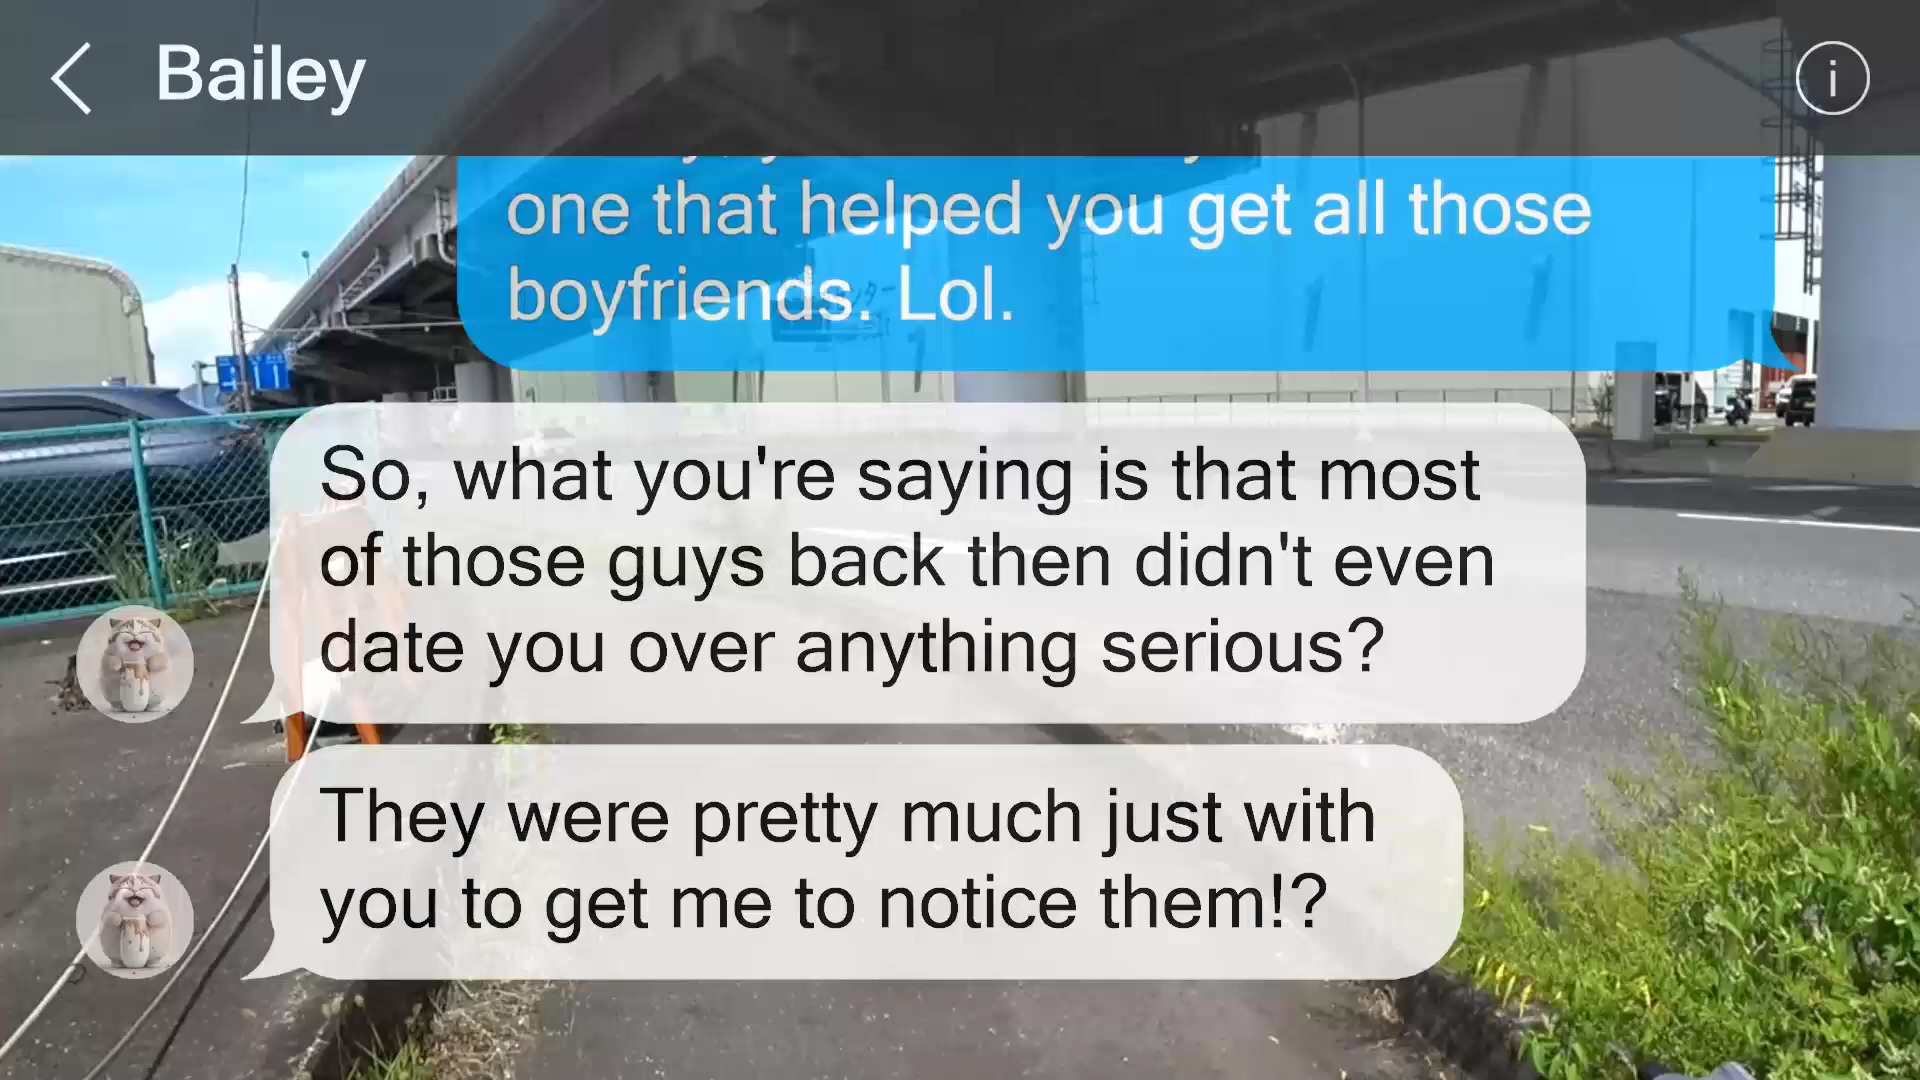 Bailey
one that helped you get all those
boyfriends. Lol.
So, what you're saying is that most
of those guys back then didn't even
date you over anything serious?
They were pretty much just with
you to get me to notice them!?